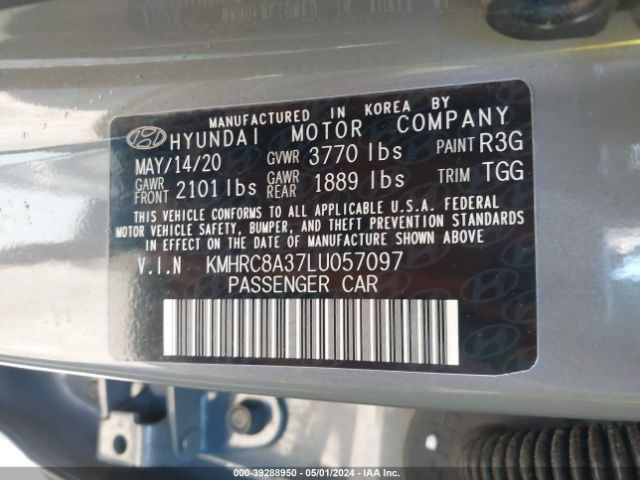 MANUFACTURED IN KOREA BY
HYUNDAI MOTOR COMPANY
MAY/14/20 GVWR 3770 lbs PAINT R3G
GAWR FRONT 2101 lbs GAWR REAR 1889 lbs TRIM TGG
THIS VEHICLE CONFORMS TO ALL APPLICABLE U.S.A. FEDERAL
MOTOR VEHICLE SAFETY, BUMPER, AND THEFT PREVENTION STANDARDS
IN EFFECT ON THE DATE OF MANUFACTURE SHOWN ABOVE
V.I.N KMHRC8A37LU057097
PASSENGER CAR
000-39288950 - 05/01/2024 - IAA Inc.